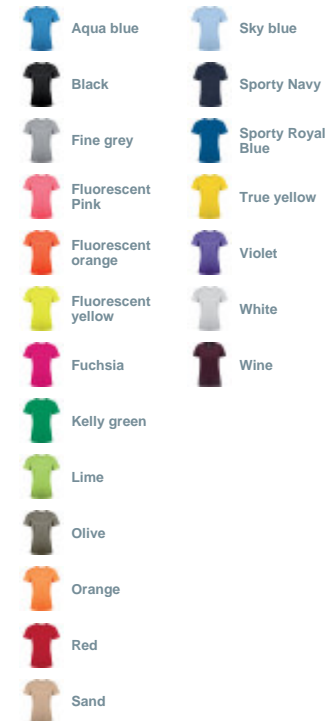 Aqua blue
Black
Fine grey
Fluorescent
Pink
Fluorescent
orange
Fluorescent
yellow
Fuchsia
Kelly green
Lime
Olive
Orange
Red
Sand
Sky blue
Sporty Navy
Sporty Royal
Blue
True yellow
Violet
White
Wine